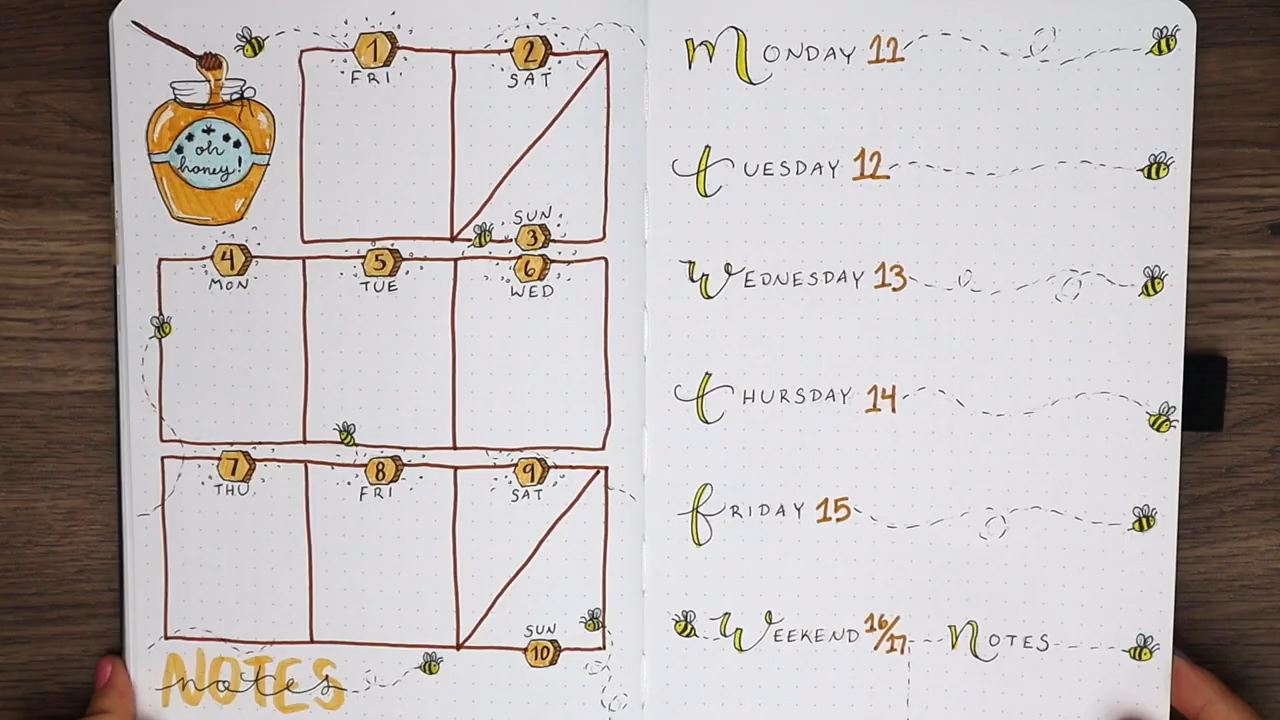 1
FRI
2
SAT
oh
honey!
SUN
3
4
MON
5
TUE
6
WED
7
THU
8
FRI
9
SAT
SUN
10
NOTES
notes
MONDAY 11
tUESDAY 12
WEDNESDAY 13
tHURSDAY 14
fRIDAY 15
WEEKEND 16/17 NOTES